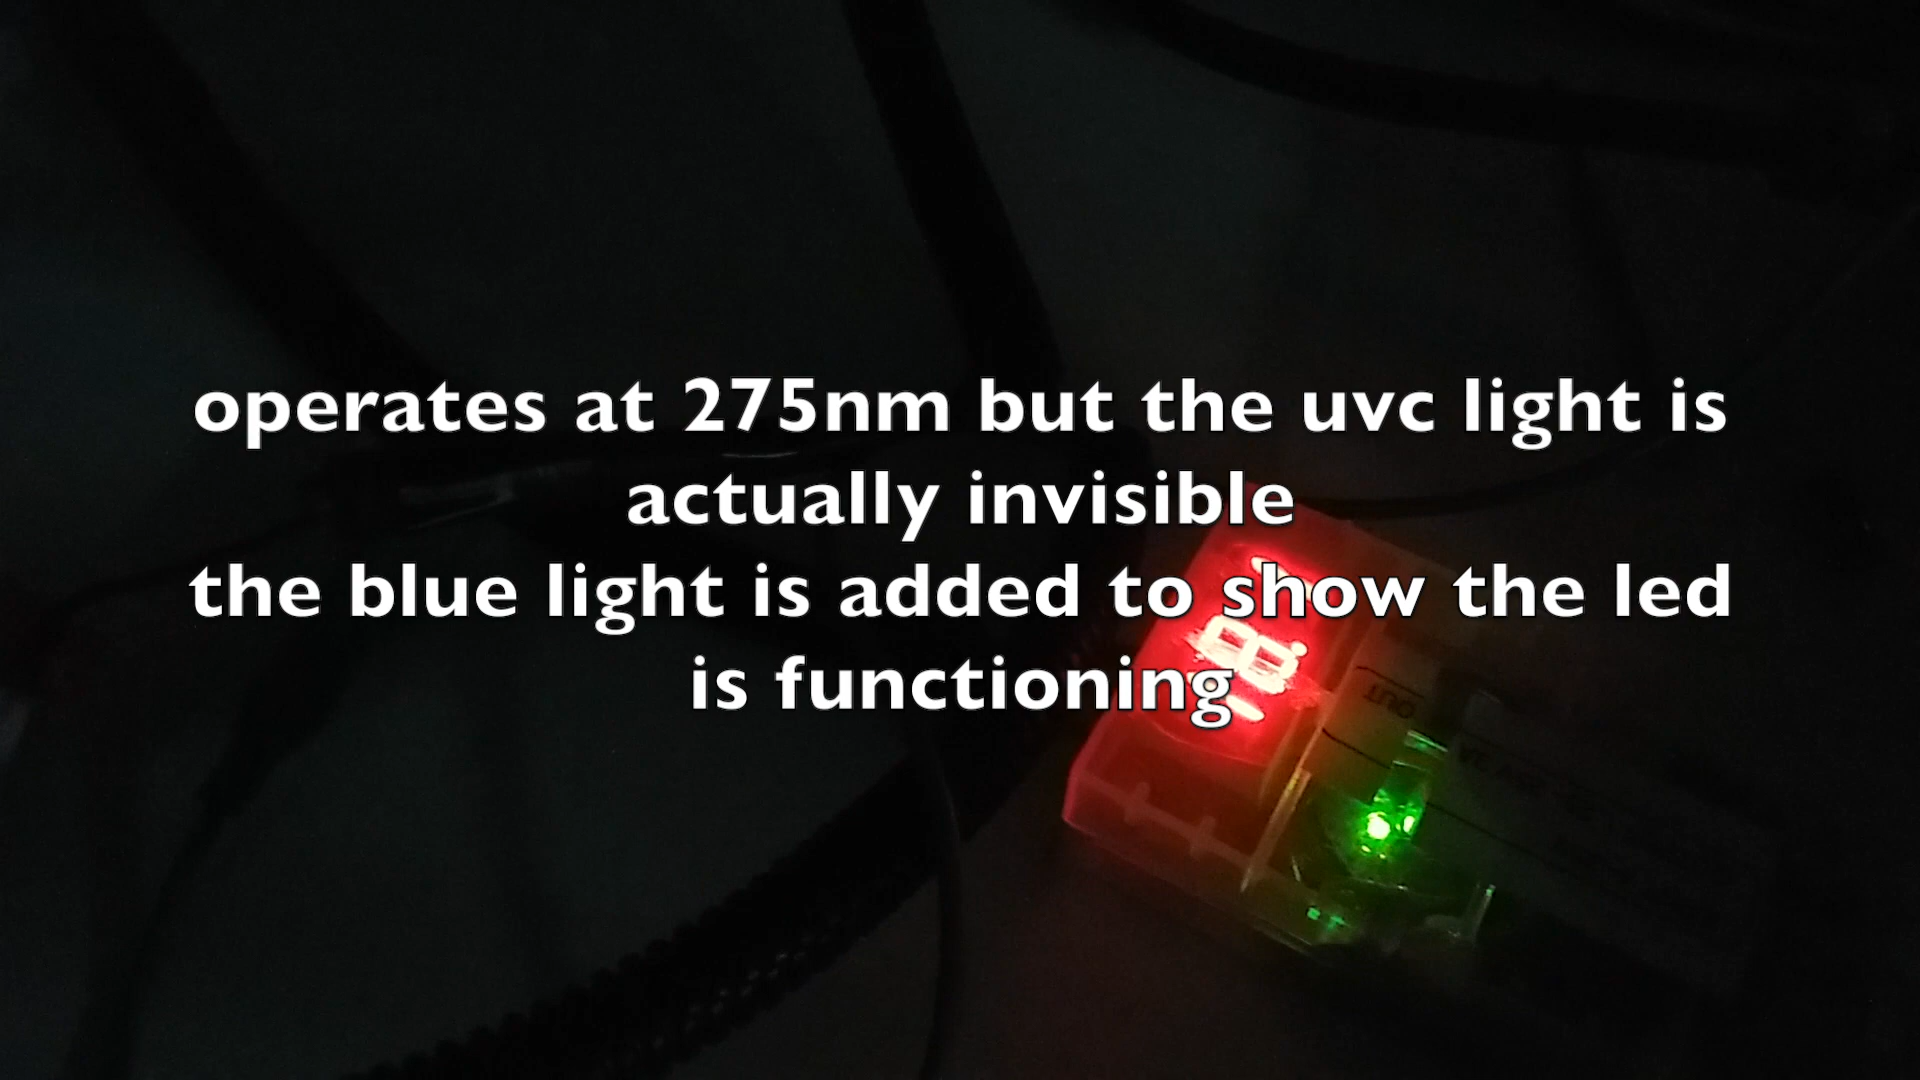 operates at 275nm but the uvc light is
actually invisible
the blue light is added to show the led
is functioning
OUT